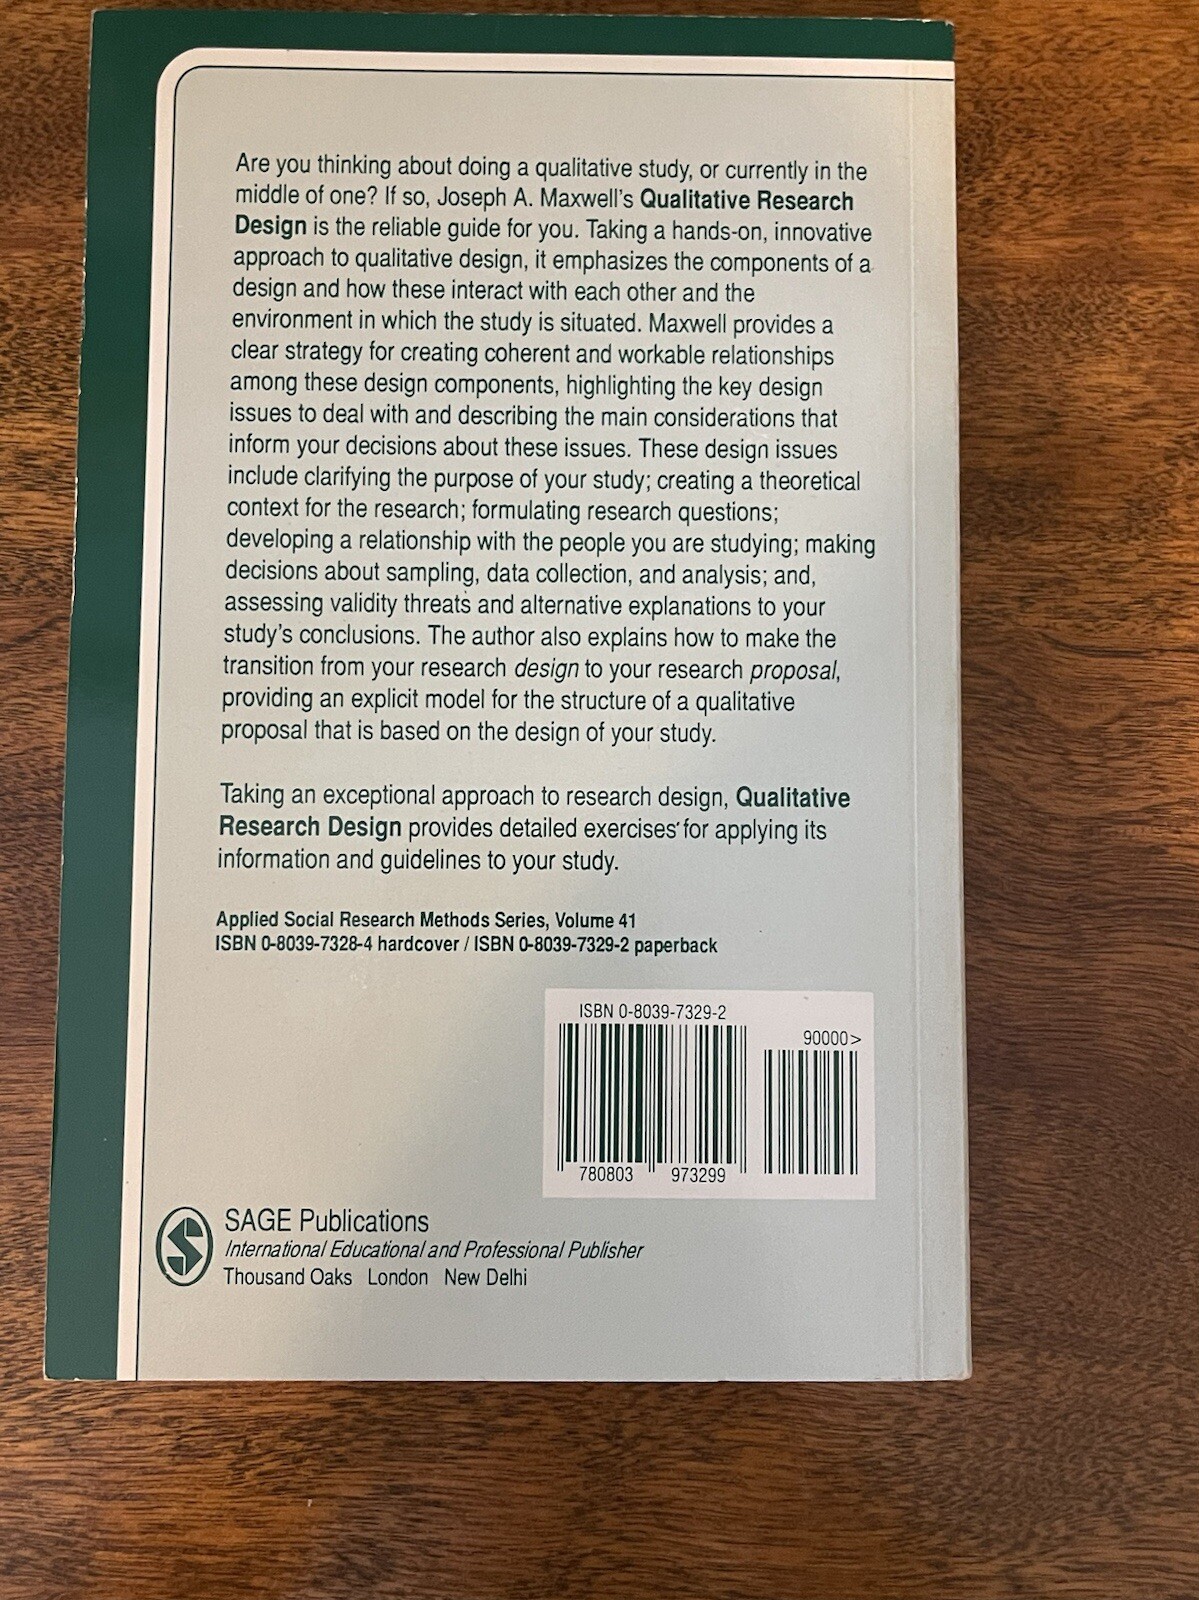 Are you thinking about doing a qualitative study, or currently in the
middle of one? If so, Joseph A. Maxwell's Qualitative Research
Design is the reliable guide for you. Taking a hands-on, innovative
approach to qualitative design, it emphasizes the components of a
design and how these interact with each other and the
environment in which the study is situated. Maxwell provides a
clear strategy for creating coherent and workable relationships
among these design components, highlighting the key design
issues to deal with and describing the main considerations that
inform your decisions about these issues. These design issues
include clarifying the purpose of your study; creating a theoretical
context for the research; formulating research questions;
developing a relationship with the people you are studying; making
decisions about sampling, data collection, and analysis; and,
assessing validity threats and alternative explanations to your
study's conclusions. The author also explains how to make the
transition from your research design to your research proposal,
providing an explicit model for the structure of a qualitative
proposal that is based on the design of your study.
Taking an exceptional approach to research design, Qualitative
Research Design provides detailed exercises for applying its
information and guidelines to your study.
Applied Social Research Methods Series, Volume 41
ISBN 0-8039-7328-4 hardcover / ISBN 0-8039-7329-2 paperback
ISBN 0-8039-7329-2
90000>
780803 973299
SAGE Publications
International Educational and Professional Publisher
Thousand Oaks London New Delhi